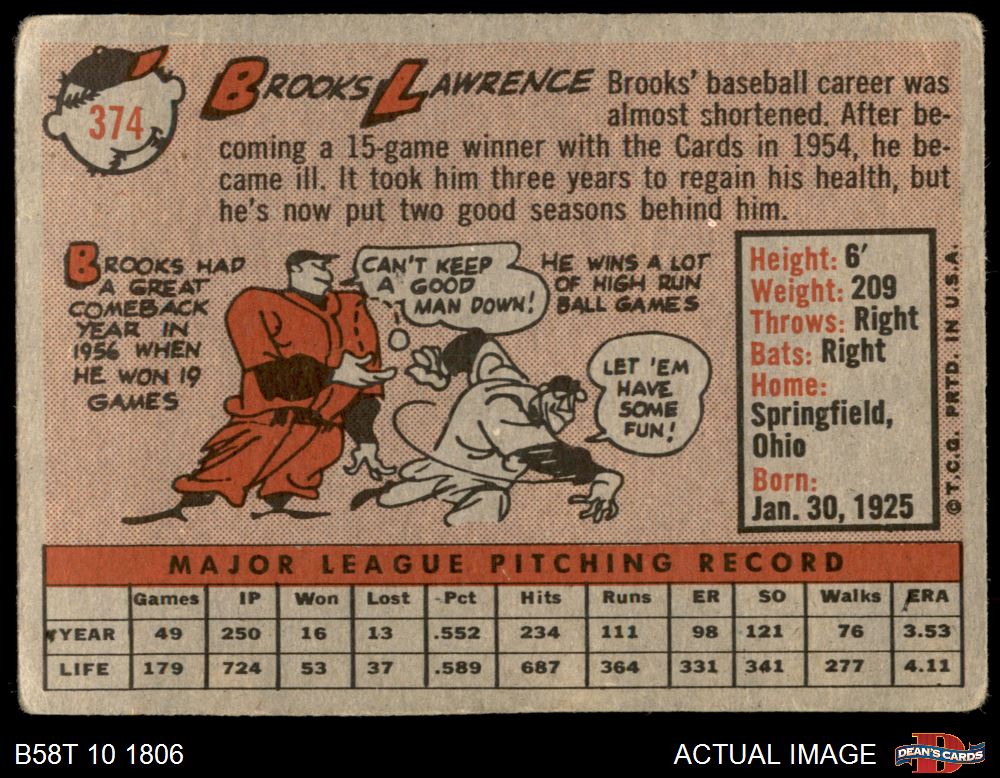 374
BROOKS LAWRENCE
Brooks' baseball career was
almost shortened. After be-
coming a 15-game winner with the Cards in 1954, he be-
came ill. It took him three years to regain his health, but
he's now put two good seasons behind him.
BROOKS HAD
A GREAT
COMEBACK
YEAR IN
1956 WHEN
HE WON 19
GAMES
CAN'T KEEP
A GOOD
MAN DOWN!
HE WINS A LOT
OF HIGH RUN
BALL GAMES
LET 'EM
HAVE
SOME
FUN!
Height: 6'
Weight: 209
Throws: Right
Bats: Right
Home:
Springfield,
Ohio
Born:
Jan. 30, 1925
©T.C.G. PRTD. IN U.S.A.
MAJOR LEAGUE PITCHING RECORD
Games IP Won Lost Pct Hits Runs ER SO Walks ERA
YEAR 49 250 16 13 .552 234 111 98 121 76 3.53
LIFE 179 724 53 37 .589 687 364 331 341 277 4.11
B58T 10 1806
ACTUAL IMAGE
DEAN'S CARDS